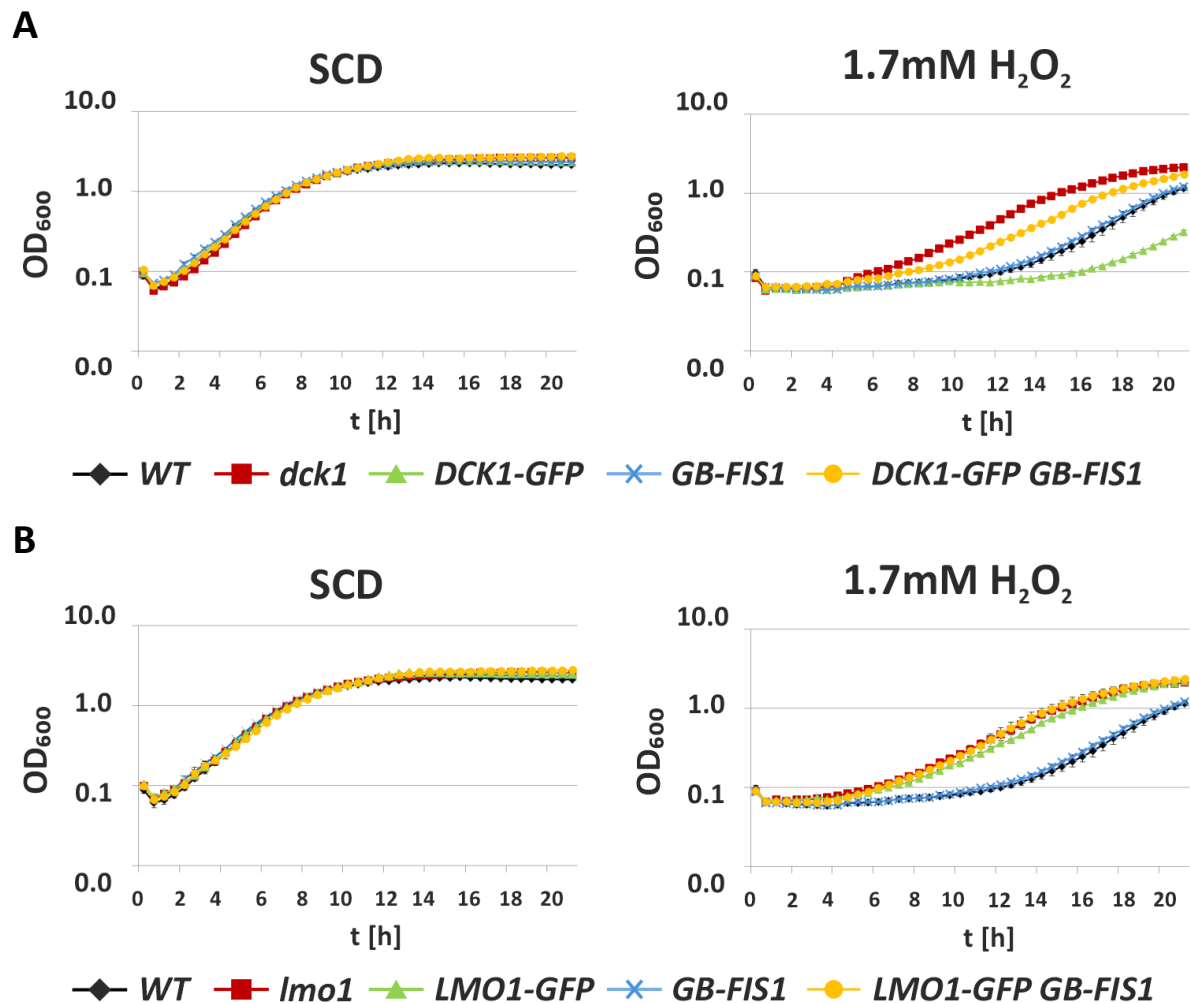 A
SCD
1.7mM H₂O₂
10.0
1.0
0.1
0.0
OD₆₀₀
0 2 4 6 8 10 12 14 16 18 20
t [h]
10.0
1.0
0.1
0.0
OD₆₀₀
0 2 4 6 8 10 12 14 16 18 20
t [h]
WT dck1 DCK1-GFP GB-FIS1 DCK1-GFP GB-FIS1
B
SCD
1.7mM H₂O₂
10.0
1.0
0.1
0.0
OD₆₀₀
0 2 4 6 8 10 12 14 16 18 20
t [h]
10.0
1.0
0.1
0.0
OD₆₀₀
0 2 4 6 8 10 12 14 16 18 20
t [h]
WT lmo1 LMO1-GFP GB-FIS1 LMO1-GFP GB-FIS1